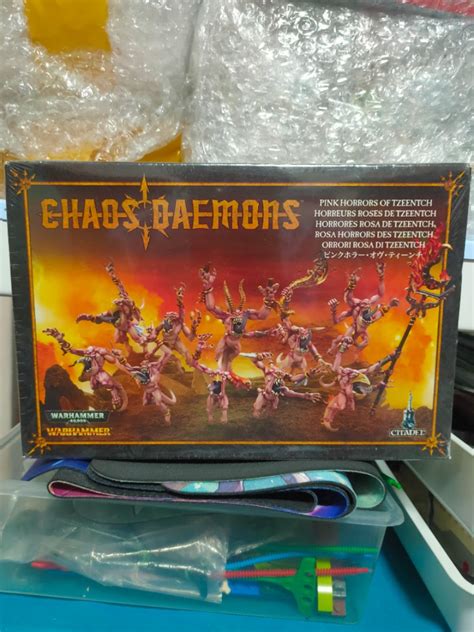 CHAOS DAEMONS
PINK HORRORS OF TZEENTCH
HORREURS ROSES DE TZEENTCH
HORRORES ROSA DE TZEENTCH,
ROSA HORRORS DES TZEENTCH,
ORRORI ROSA DI TZEENTCH
ピンクホラー・オヴ・ティーンチ
WARHAMMER
40,000
WARHAMMER
CITADEL